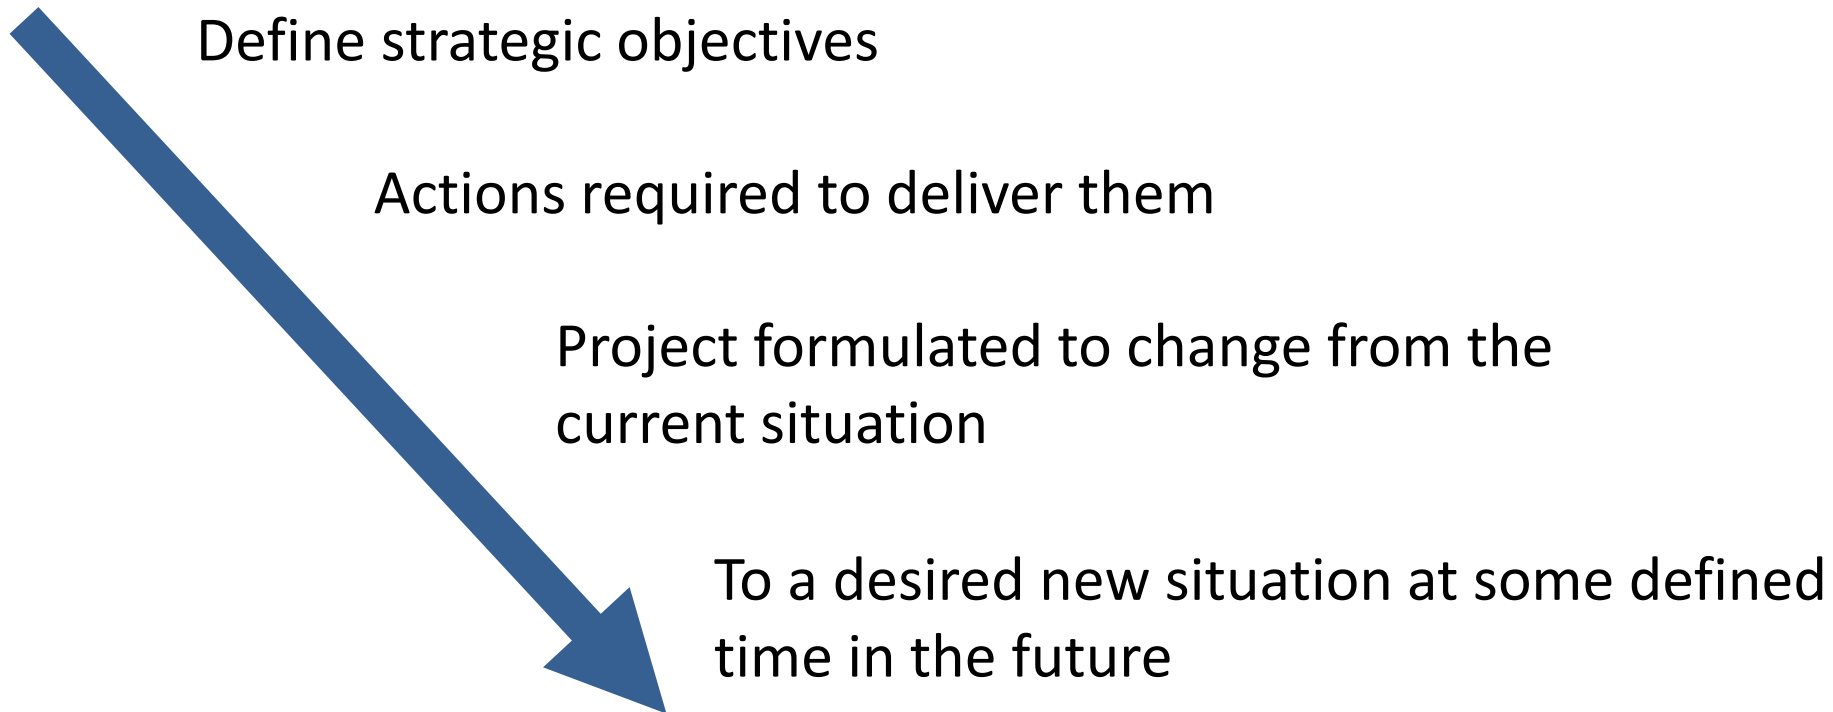 Define strategic objectives
Actions required to deliver them
Project formulated to change from the
current situation
To a desired new situation at some defined
time in the future